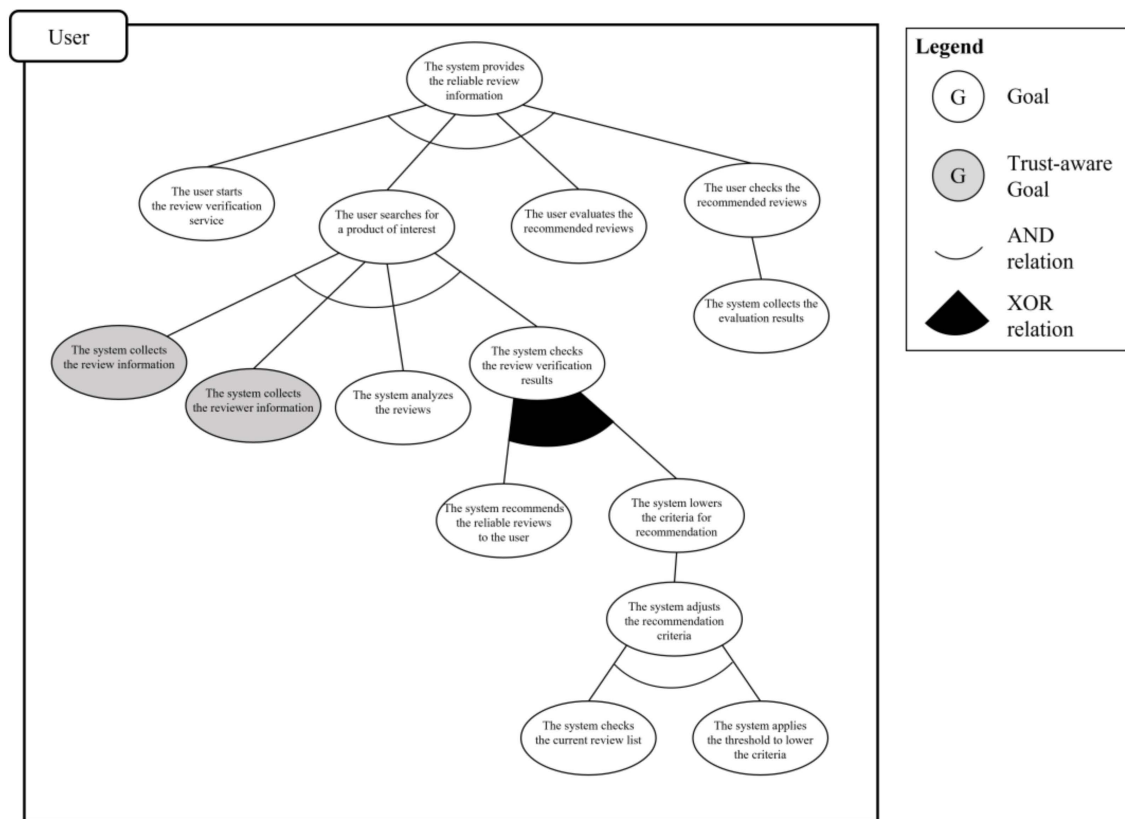 User
The system provides
the reliable review
information
The user starts
the review verification
service
The user searches for
a product of interest
The user evaluates the
recommended reviews
The user checks the
recommended reviews
The system collects the
evaluation results
The system collects
the review information
The system collects
the reviewer information
The system analyzes
the reviews
The system checks
the review verification
results
The system recommends
the reliable reviews
to the user
The system lowers
the criteria for
recommendation
The system adjusts
the recommendation
criteria
The system checks
the current review list
The system applies
the threshold to lower
the criteria
Legend
G
Goal
G
Trust-aware
Goal
AND
relation
XOR
relation